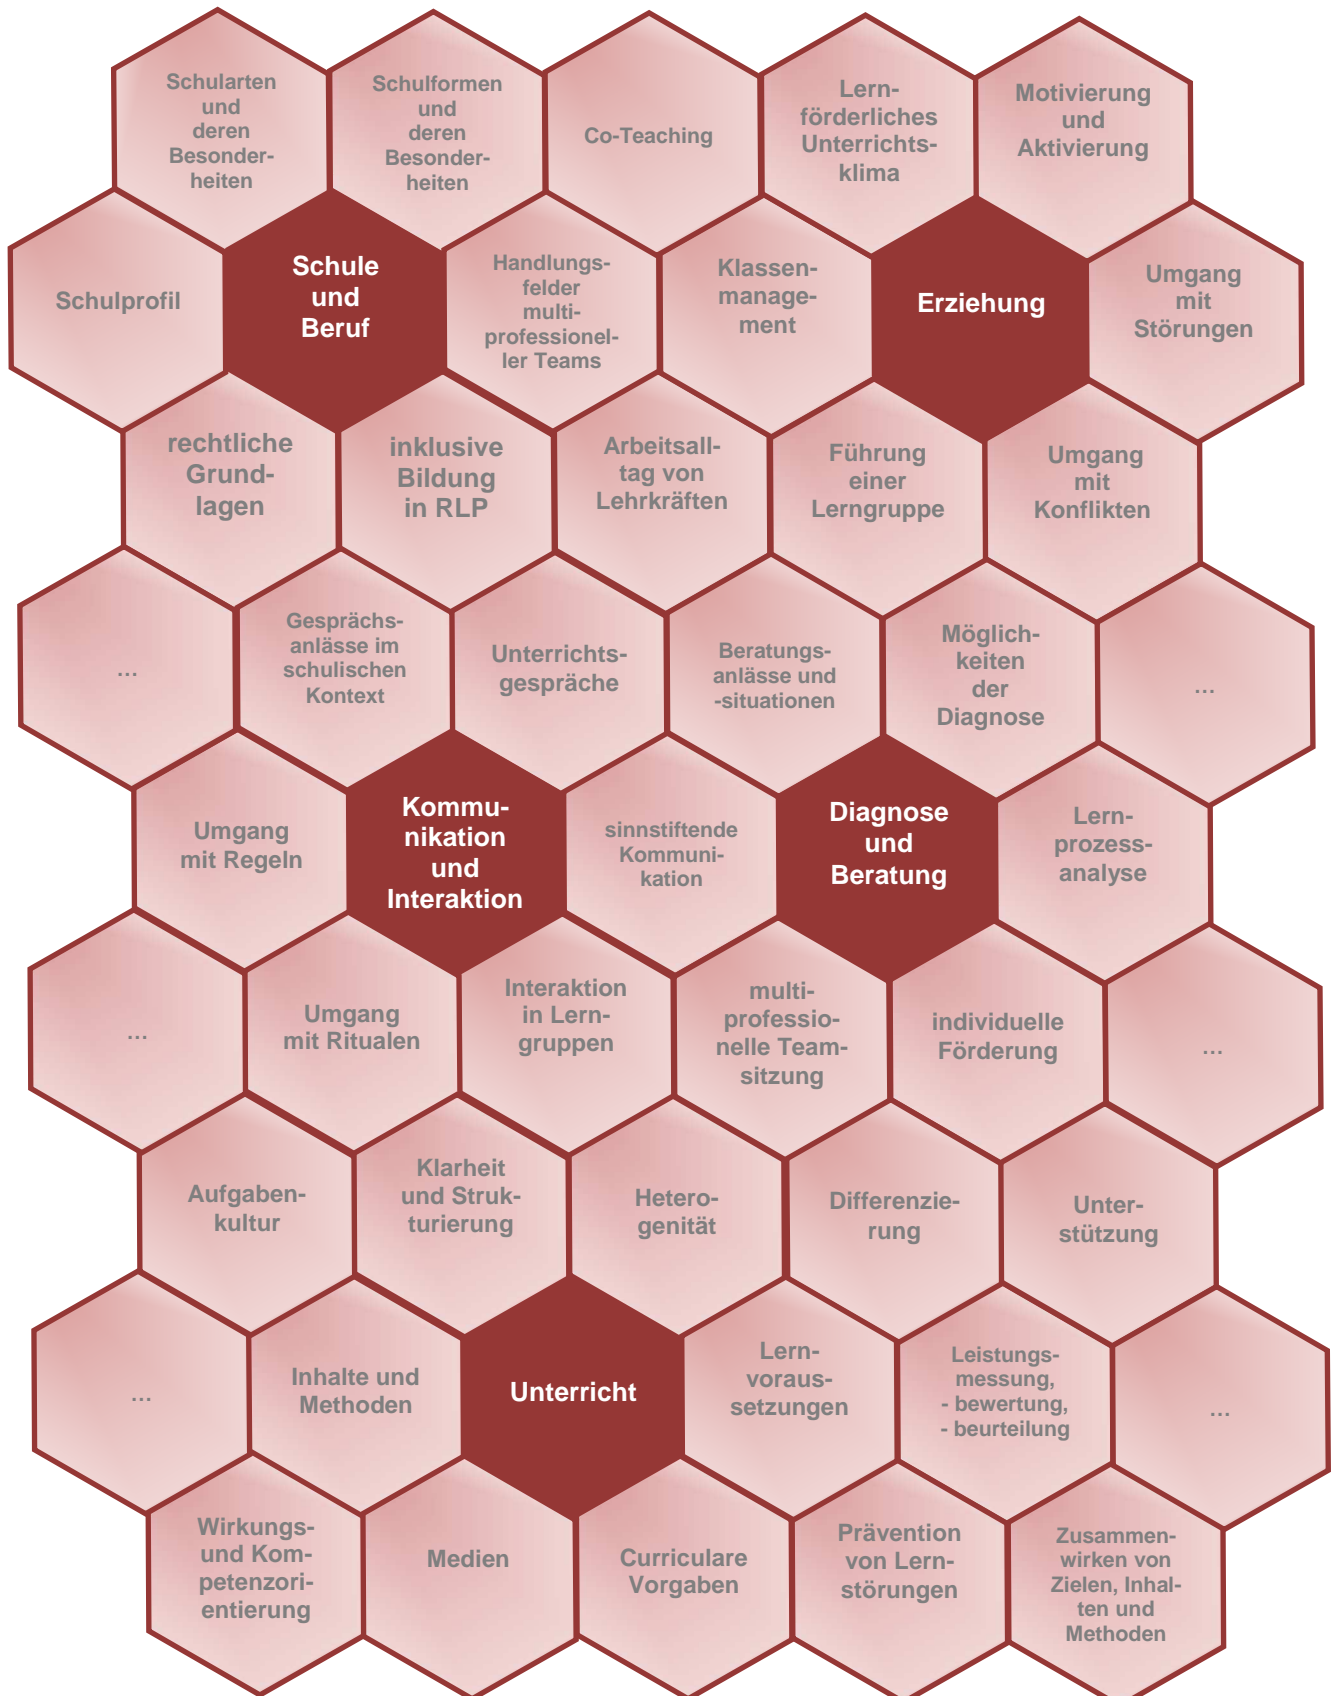 Schularten
und
deren
Besonder-
heiten
Schulformen
und
deren
Besonder-
heiten
Co-Teaching
Lern-
förderliches
Unterrichts-
klima
Motivierung
und
Aktivierung
Schulprofil
Schule
und
Beruf
Handlungs-
felder
multi-
professionel-
ler Teams
Klassen-
manage-
ment
Erziehung
Umgang
mit
Störungen
rechtliche
Grund-
lagen
inklusive
Bildung
in RLP
Arbeitsall-
tag von
Lehrkräften
Führung
einer
Lerngruppe
Umgang
mit
Konflikten
...
Gesprächs-
anlässe im
schulischen
Kontext
Unterrichts-
gespräche
Beratungs-
anlässe und
-situationen
Möglich-
keiten
der
Diagnose
...
Umgang
mit Regeln
Kommu-
nikation
und
Interaktion
sinnstiftende
Kommuni-
kation
Diagnose
und
Beratung
Lern-
prozess-
analyse
...
Umgang
mit Ritualen
Interaktion
in Lern-
gruppen
multi-
professio-
nelle Team-
sitzung
individuelle
Förderung
...
Aufgaben-
kultur
Klarheit
und Struk-
turierung
Hetero-
genität
Differenzie-
rung
Unter-
stützung
...
Inhalte und
Methoden
Unterricht
Lern-
voraus-
setzungen
Leistungs-
messung,
- bewertung,
- beurteilung
...
Wirkungs-
und Kom-
petenzori-
entierung
Medien
Curriculare
Vorgaben
Prävention
von Lern-
störungen
Zusammen-
wirken von
Zielen, Inhal-
ten und
Methoden